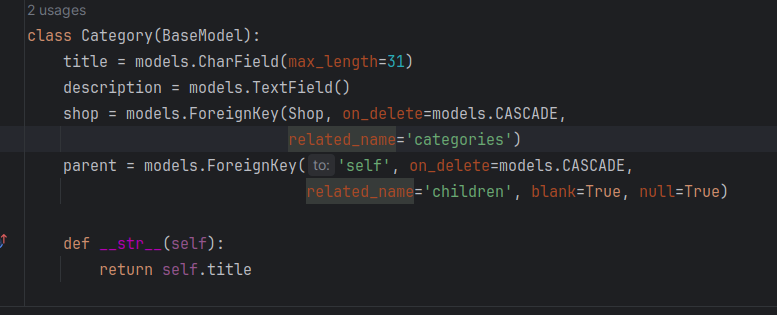 2 usages
class Category(BaseModel):
    title = models.CharField(max_length=31)
    description = models.TextField()
    shop = models.ForeignKey(Shop, on_delete=models.CASCADE,
                             related_name='categories')
    parent = models.ForeignKey( to: 'self', on_delete=models.CASCADE,
                               related_name='children', blank=True, null=True)
    def __str__(self):
        return self.title